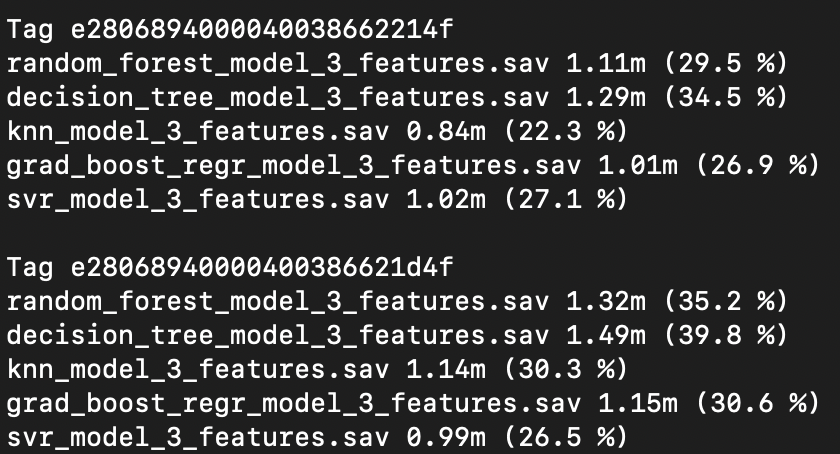 Tag e2806894000040038662214f
random_forest_model_3_features.sav 1.11m (29.5 %)
decision_tree_model_3_features.sav 1.29m (34.5 %)
knn_model_3_features.sav 0.84m (22.3 %)
grad_boost_regr_model_3_features.sav 1.01m (26.9 %)
svr_model_3_features.sav 1.02m (27.1 %)
Tag e28068940000400386621d4f
random_forest_model_3_features.sav 1.32m (35.2 %)
decision_tree_model_3_features.sav 1.49m (39.8 %)
knn_model_3_features.sav 1.14m (30.3 %)
grad_boost_regr_model_3_features.sav 1.15m (30.6 %)
svr_model_3_features.sav 0.99m (26.5 %)